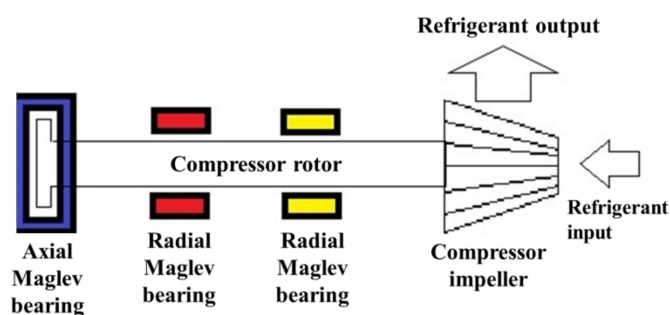 Refrigerant output
Compressor rotor
Refrigerant
input
Axial
Maglev
bearing
Radial
Maglev
bearing
Radial
Maglev
bearing
Compressor
impeller